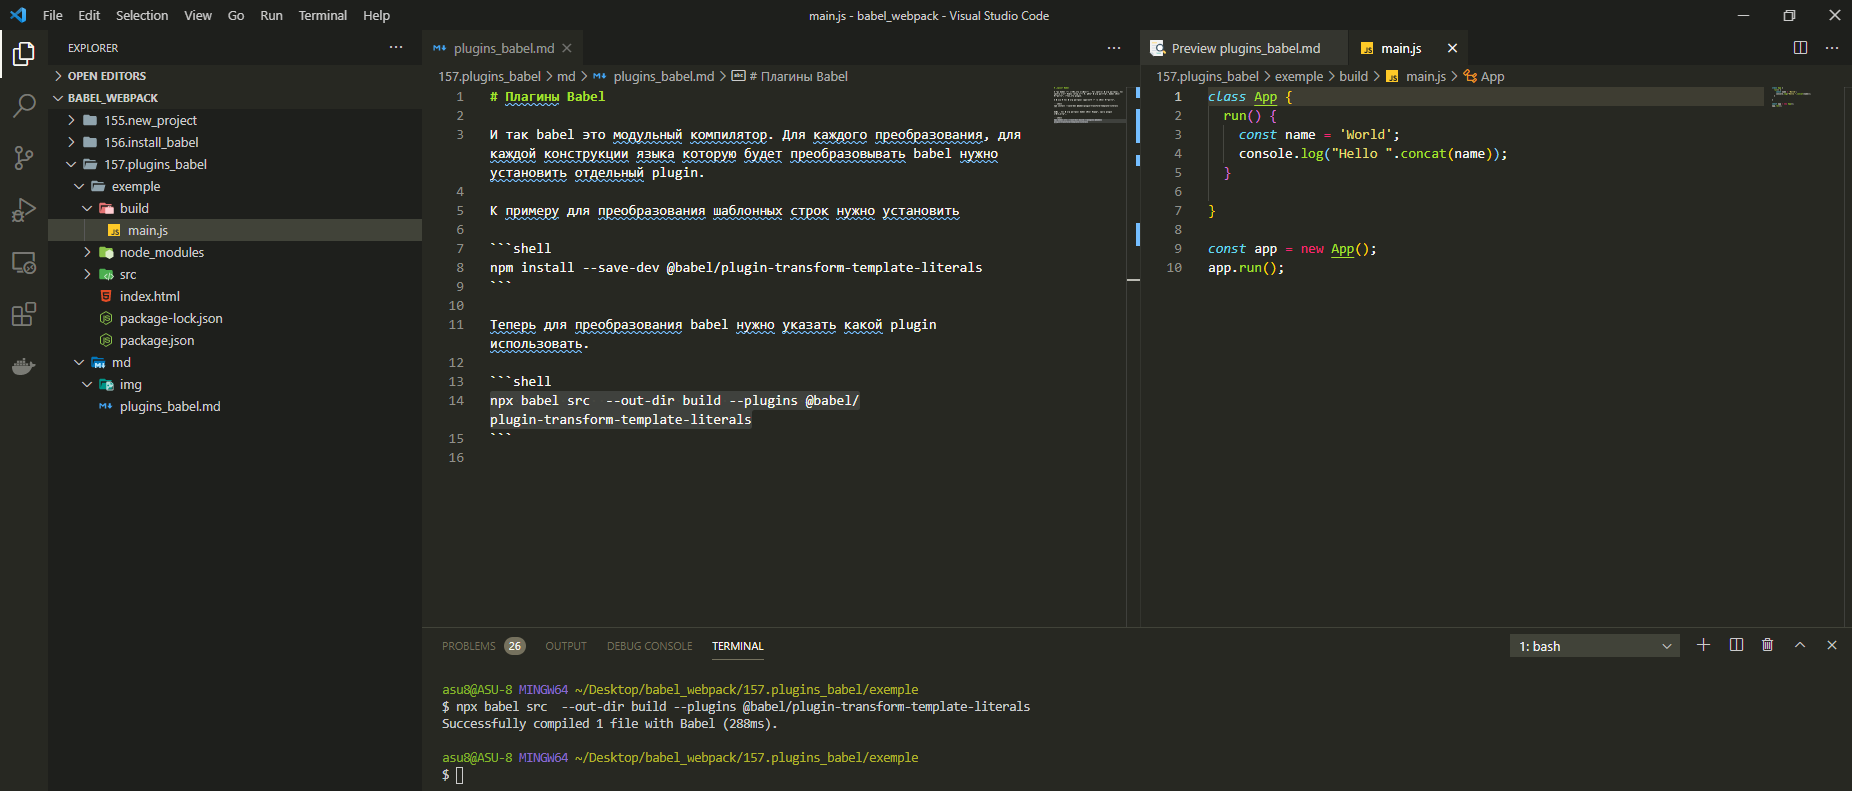 File Edit Selection View Go Run Terminal Help
main.js - babel_webpack - Visual Studio Code
EXPLORER
OPEN EDITORS
BABEL_WEBPACK
155.new_project
156.install_babel
157.plugins_babel
exemple
build
main.js
node_modules
src
index.html
package-lock.json
package.json
md
img
plugins_babel.md
plugins_babel.md
157.plugins_babel > md > plugins_babel.md > # Плагины Babel
1 # Плагины Babel
2
3 И так babel это модульный компилятор. Для каждого преобразования, для
каждой конструкции языка которую будет преобразовывать babel нужно
установить отдельный plugin.
4
5 К примеру для преобразования шаблонных строк нужно установить
6
7 ```shell
8 npm install --save-dev @babel/plugin-transform-template-literals
9 ```
10
11 Теперь для преобразования babel нужно указать какой plugin
использовать.
12
13 ```shell
14 npx babel src  --out-dir build --plugins @babel/
plugin-transform-template-literals
15 ```
16
Preview plugins_babel.md
main.js
157.plugins_babel > exemple > build > main.js > App
1 class App {
2 run() {
3 const name = 'World';
4 console.log("Hello ".concat(name));
5 }
6
7 }
8
9 const app = new App();
10 app.run();
PROBLEMS 26 OUTPUT DEBUG CONSOLE TERMINAL
1: bash
asu8@ASU-8 MINGW64 ~/Desktop/babel_webpack/157.plugins_babel/exemple
$ npx babel src  --out-dir build --plugins @babel/plugin-transform-template-literals
Successfully compiled 1 file with Babel (288ms).
asu8@ASU-8 MINGW64 ~/Desktop/babel_webpack/157.plugins_babel/exemple
$